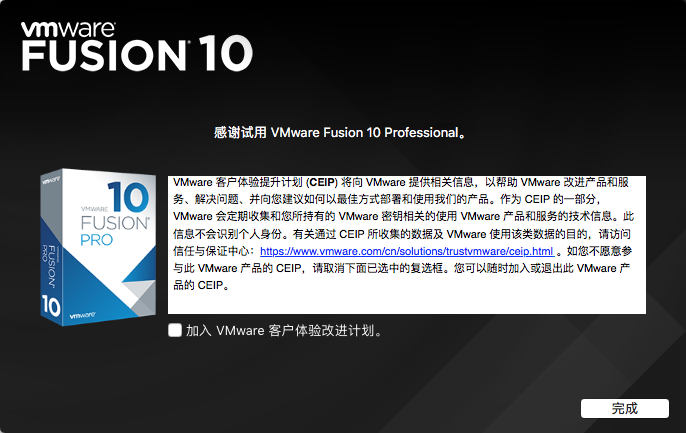 vmware
FUSION 10
感谢试用 VMware Fusion 10 Professional。
VMWARE
10
FUSION
PRO
10
vmware
VMware 客户体验提升计划 (CEIP) 将向 VMware 提供相关信息，以帮助 VMware 改进产品和服
务、解决问题、并向您建议如何以最佳方式部署和使用我们的产品。作为 CEIP 的一部分，
VMware 会定期收集和您所持有的 VMware 密钥相关的使用 VMware 产品和服务的技术信息。此
信息不会识别个人身份。有关通过 CEIP 所收集的数据及 VMware 使用该类数据的目的，请访问
信任与保证中心：https://www.vmware.com/cn/solutions/trustvmware/ceip.html 。如您不愿意参
与此 VMware 产品的 CEIP，请取消下面已选中的复选框。您可以随时加入或退出此 VMware 产
品的 CEIP。
加入 VMware 客户体验改进计划。
完成